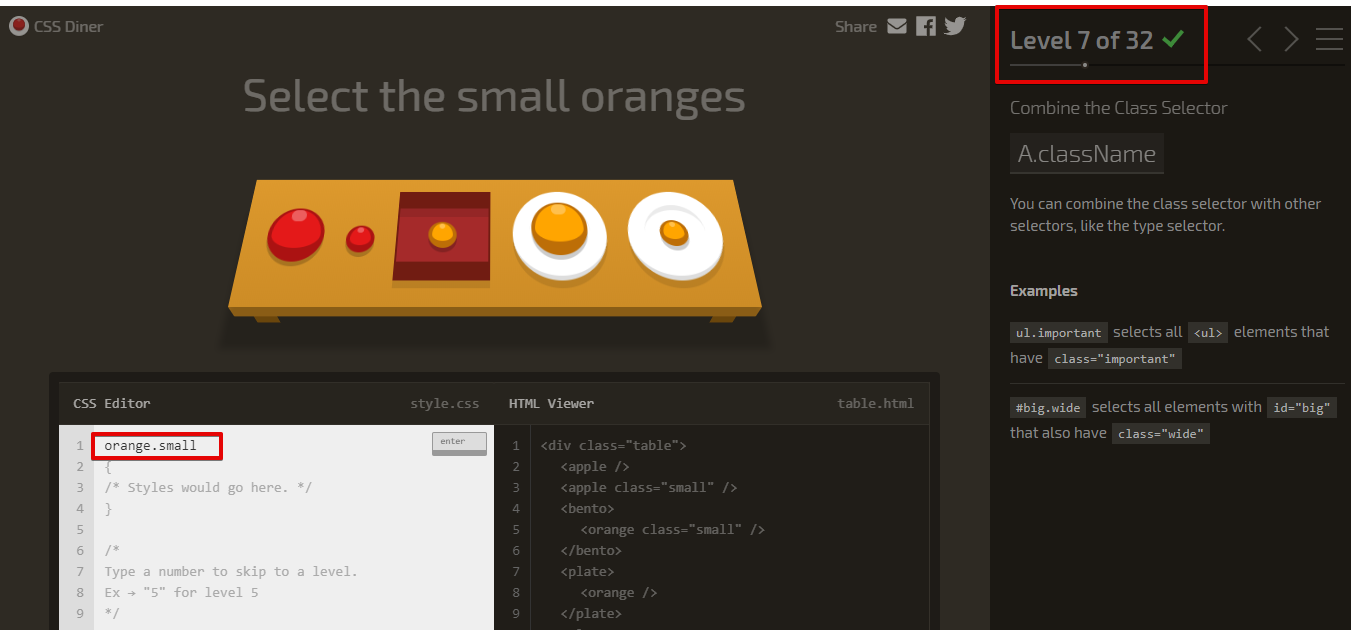 CSS Diner
Share
Select the small oranges
CSS Editor
style.css
1 orange.small
enter
2 {
3 /* Styles would go here. */
4 }
5
6 /*
7 Type a number to skip to a level.
8 Ex → "5" for level 5
9 */
HTML Viewer
table.html
1 <div class="table">
2 <apple />
3 <apple class="small" />
4 <bento>
5 <orange class="small" />
6 </bento>
7 <plate>
8 <orange />
9 </plate>
Level 7 of 32
Combine the Class Selector
A.className
You can combine the class selector with other
selectors, like the type selector.
Examples
ul.important selects all <ul> elements that
have class="important"
#big.wide selects all elements with id="big"
that also have class="wide"